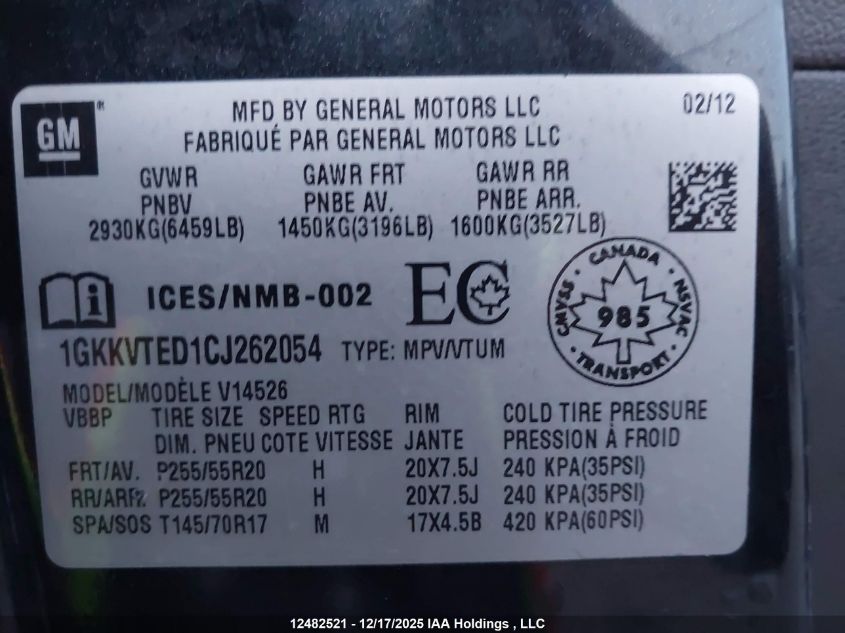 GM
MFD BY GENERAL MOTORS LLC 02/12
FABRIQUÉ PAR GENERAL MOTORS LLC
GVWR GAWR FRT GAWR RR
PNBV PNBE AV. PNBE ARR.
2930KG(6459LB) 1450KG(3196LB) 1600KG(3527LB)
ICES/NMB-002 EC
CANADA
CMVSS 985 NSVAC
TRANSPORT
1GKKVTED1CJ262054 TYPE: MPV/VTUM
MODEL/MODÈLE V14526
VBBP TIRE SIZE SPEED RTG RIM COLD TIRE PRESSURE
DIM. PNEU COTE VITESSE JANTE PRESSION À FROID
FRT/AV. P255/55R20 H 20X7.5J 240 KPA(35PSI)
RR/ARR P255/55R20 H 20X7.5J 240 KPA(35PSI)
SPA/SOS T145/70R17 M 17X4.5B 420 KPA(60PSI)
12482521 - 12/17/2025 IAA Holdings , LLC